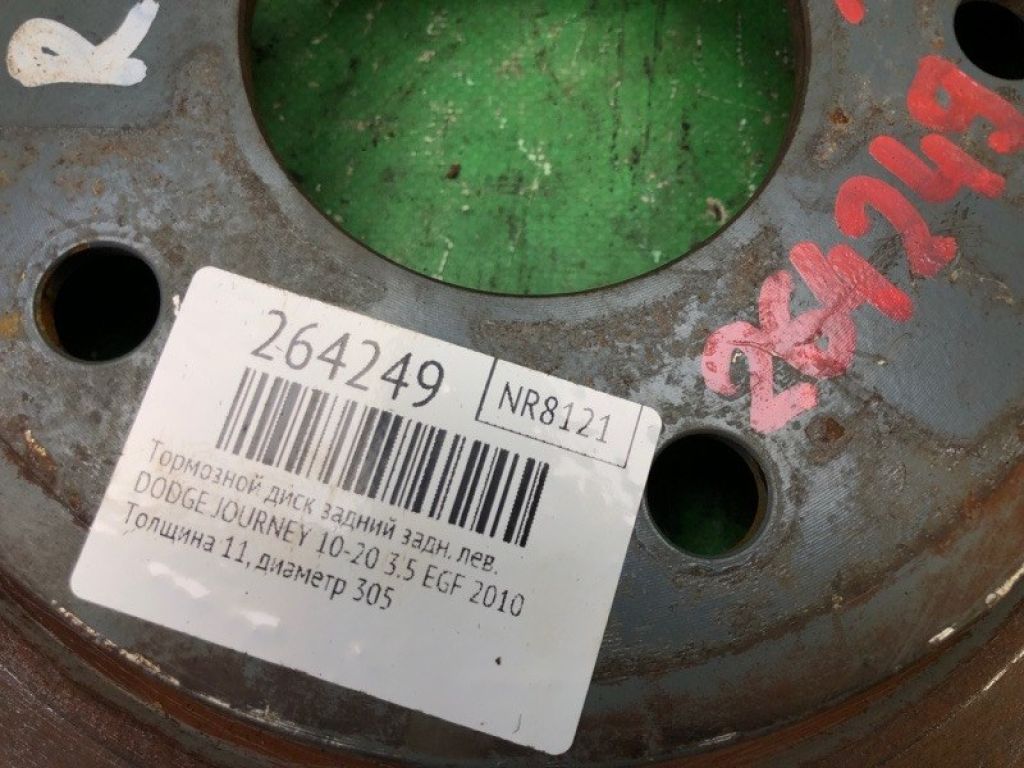 R
264249
264249
NR8121
Тормозной диск задний задн. лев.
DODGE JOURNEY 10-20 3.5 EGF 2010
Толщина 11, диаметр 305